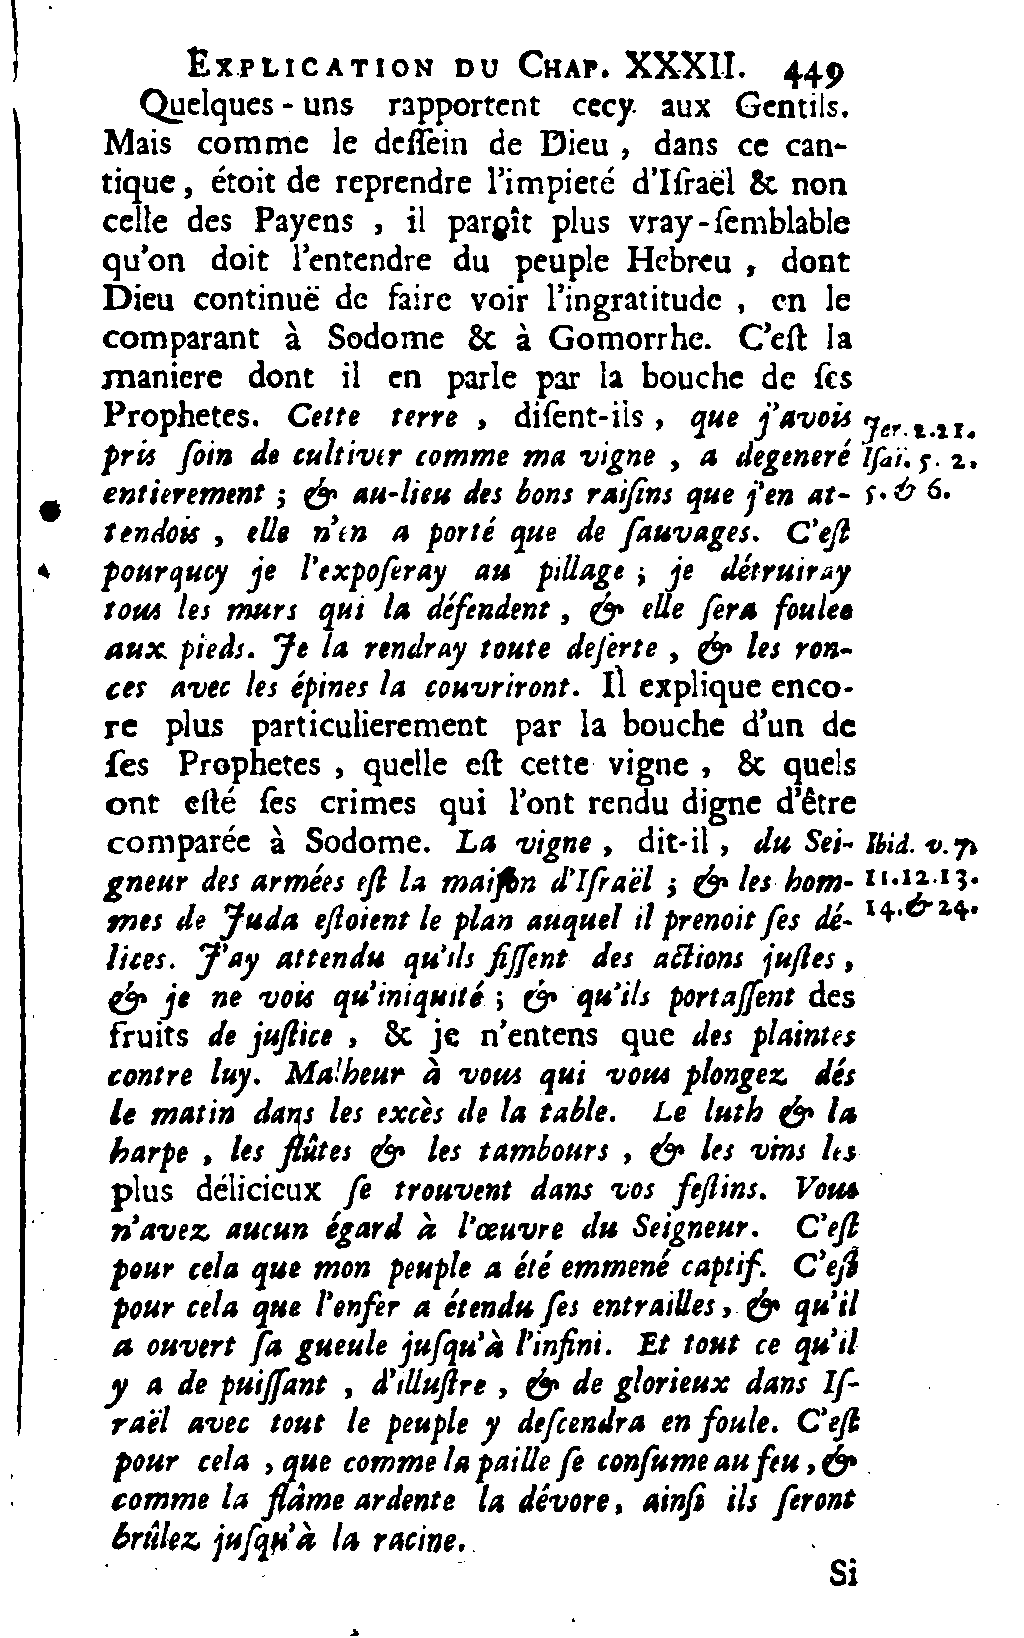 EXPLICATION DU CHAP. XXXII. 449
Quelques-uns rapportent cecy aux Gentils.
Mais comme le deſſein de Dieu, dans ce can-
tique, étoit de reprendre l'impieté d'Iſraël & non
celle des Payens, il paroît plus vray-ſemblable
qu'on doit l'entendre du peuple Hebreu, dont
Dieu continuë de faire voir l'ingratitude, en le
comparant à Sodome & à Gomorrhe. C'eſt la
maniere dont il en parle par la bouche de ſes
Prophetes. Cette terre, diſent-ils, que j'avois
Jer. 2.21.
pris ſoin de cultiver comme ma vigne, a degeneré
Iſai. 5. 2.
entierement; & au-lieu des bons raiſins que j'en at-
5. & 6.
tendois, elle n'en a porté que de ſauvages. C'eſt
pourquoy je l'expoſeray au pillage; je détruiray
tous les murs qui la défendent, & elle ſera foulee
aux pieds. Je la rendray toute deſerte, & les ron-
ces avec les épines la couvriront. Il explique enco-
re plus particulierement par la bouche d'un de
ſes Prophetes, quelle eſt cette vigne, & quels
ont eſté ſes crimes qui l'ont rendu digne d'être
comparée à Sodome. La vigne, dit-il, du Sei-
Ibid. v. 7.
gneur des armées eſt la maiſon d'Iſraël; & les hom-
11.12.13.
mes de Juda eſtoient le plan auquel il prenoit ſes dé-
14.& 24.
lices. J'ay attendu qu'ils fiſſent des actions juſtes,
& je ne vois qu'iniquité; & qu'ils portaſſent des
fruits de juſtice, & je n'entens que des plaintes
contre luy. Malheur à vous qui vous plongez dés
le matin dans les excès de la table. Le luth & la
harpe, les flûtes & les tambours, & les vins les
plus délicieux ſe trouvent dans vos feſtins. Vous
n'avez aucun égard à l'œuvre du Seigneur. C'eſt
pour cela que mon peuple a été emmené captif. C'eſt
pour cela que l'enfer a étendu ſes entrailles, & qu'il
a ouvert ſa gueule juſqu'à l'infini. Et tout ce qu'il
y a de puiſſant, d'illuſtre, & de glorieux dans Iſ-
raël avec tout le peuple y deſcendra en foule. C'eſt
pour cela, que comme la paille ſe conſume au feu, &
comme la flâme ardente la dévore, ainſi ils ſeront
brûlez juſqu'à la racine.
Si